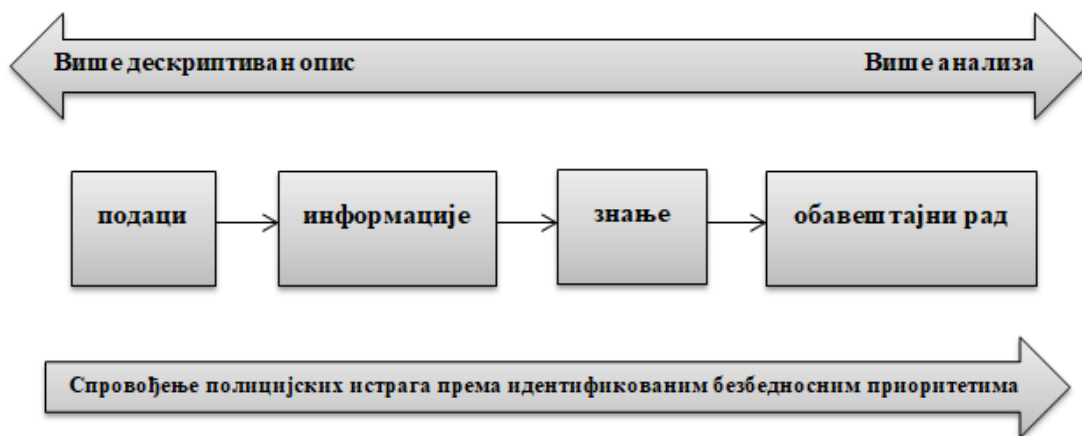 Више дескриптиван опис
Више анализа
подаци
информације
знање
обавештајни рад
Спровођење полицијских истрага према идентификованим безбедносним приоритетима